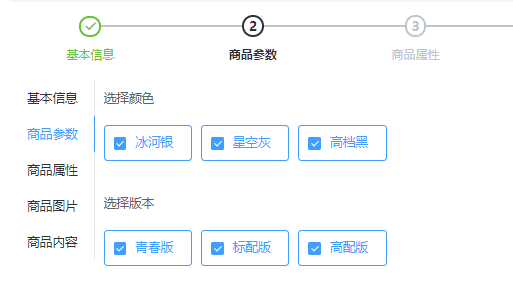 2
3
基本信息
商品参数
商品属性
基本信息
商品参数
商品属性
商品图片
商品内容
选择颜色
冰河银
星空灰
高档黑
选择版本
青春版
标配版
高配版